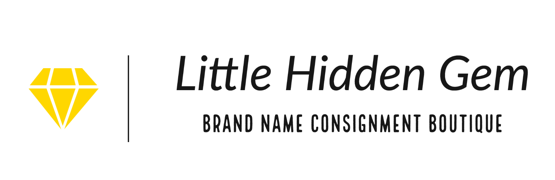 Little Hidden Gem
BRAND NAME CONSIGNMENT BOUTIQUE